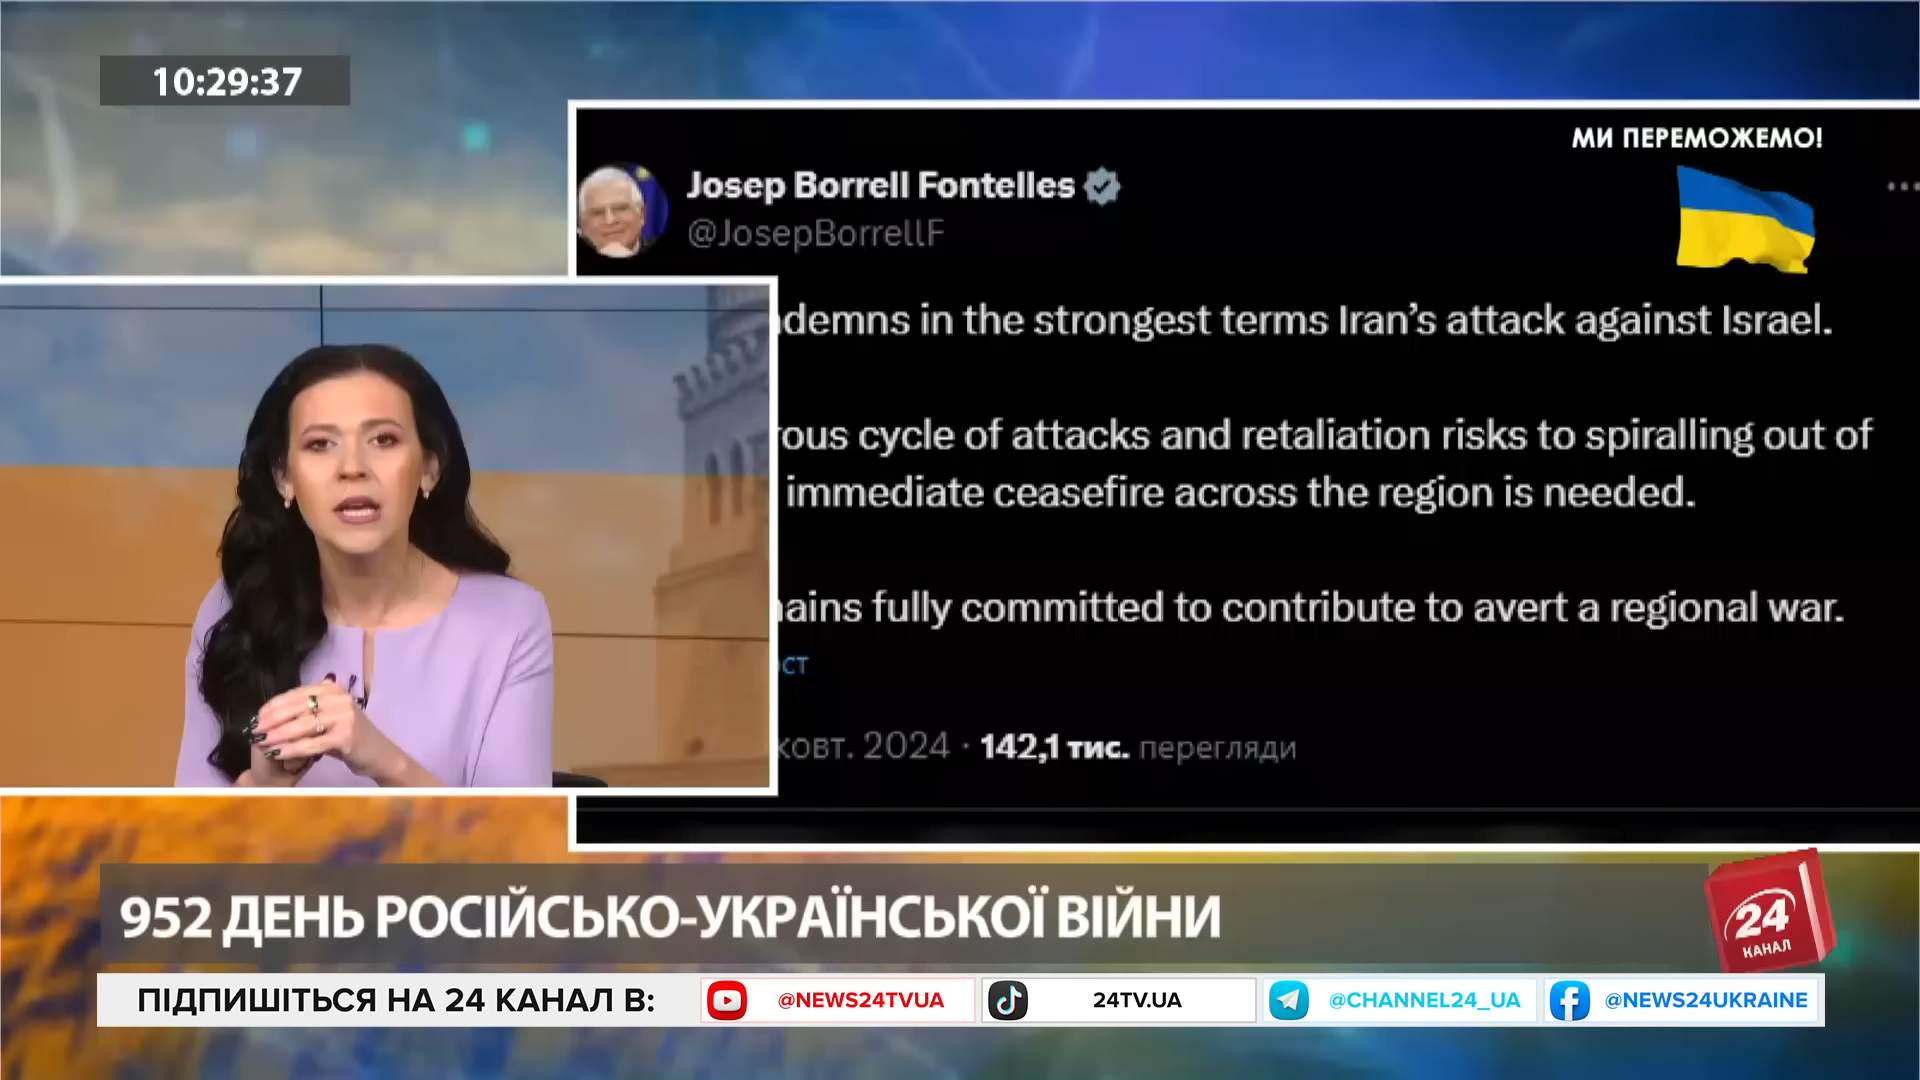 10:29:37
МИ ПЕРЕМОЖЕМО!
Josep Borrell Fontelles
@JosepBorrellF
demns in the strongest terms Iran's attack against Israel.
rous cycle of attacks and retaliation risks to spiralling out of
immediate ceasefire across the region is needed.
ains fully committed to contribute to avert a regional war.
ст
овт. 2024 · 142,1 тис. перегляди
952 ДЕНЬ РОСІЙСЬКО-УКРАЇНСЬКОЇ ВІЙНИ
24
КАНАЛ
ПІДПИШІТЬСЯ НА 24 КАНАЛ В: @NEWS24TVUA 24TV.UA @CHANNEL24_UA @NEWS24UKRAINE